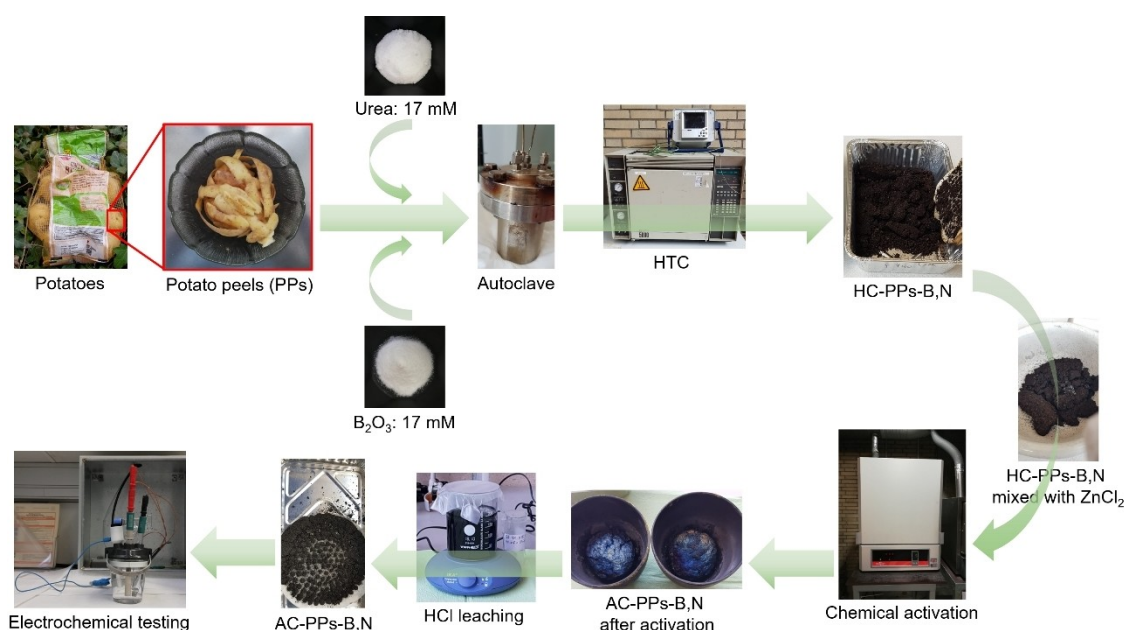 Urea: 17 mM
Potatoes
Potato peels (PPs)
Autoclave
HTC
HC-PPs-B,N
B₂O₃: 17 mM
HC-PPs-B,N
mixed with ZnCl₂
Electrochemical testing
AC-PPs-B,N
HCl leaching
AC-PPs-B,N
after activation
Chemical activation